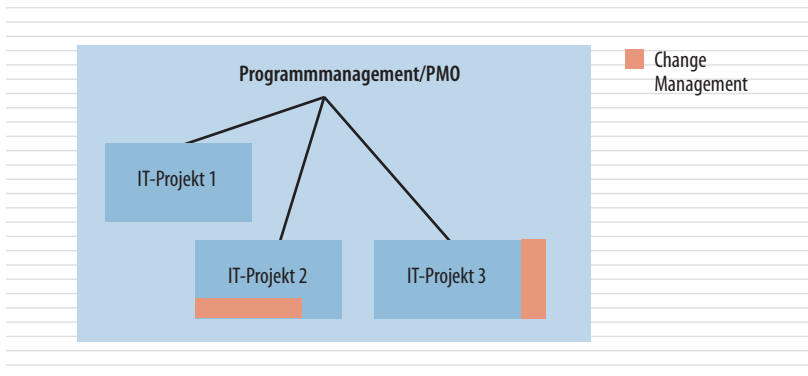 Programmmanagement/PMO
Change
Management
IT-Projekt 1
IT-Projekt 2
IT-Projekt 3